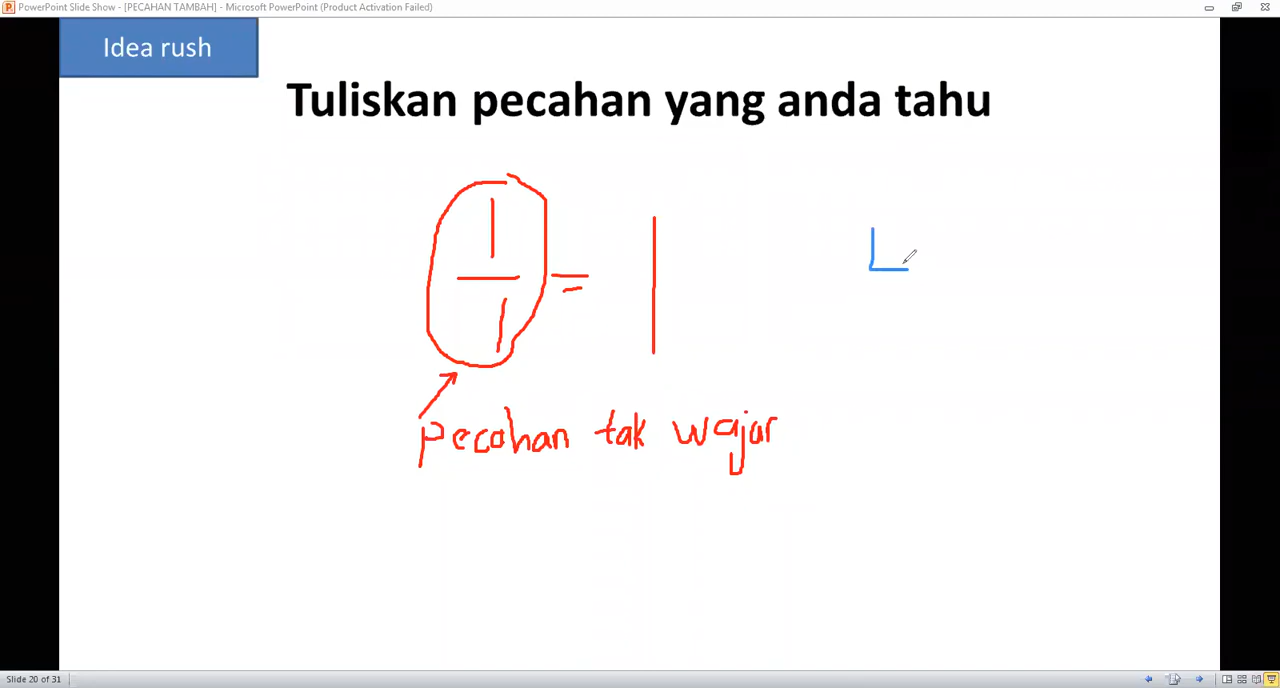 PowerPoint Slide Show - [PECAHAN TAMBAH] - Microsoft PowerPoint (Product Activation Failed)
Idea rush
Tuliskan pecahan yang anda tahu
1/1 = 1
pecahan tak wajar
Slide 20 of 31